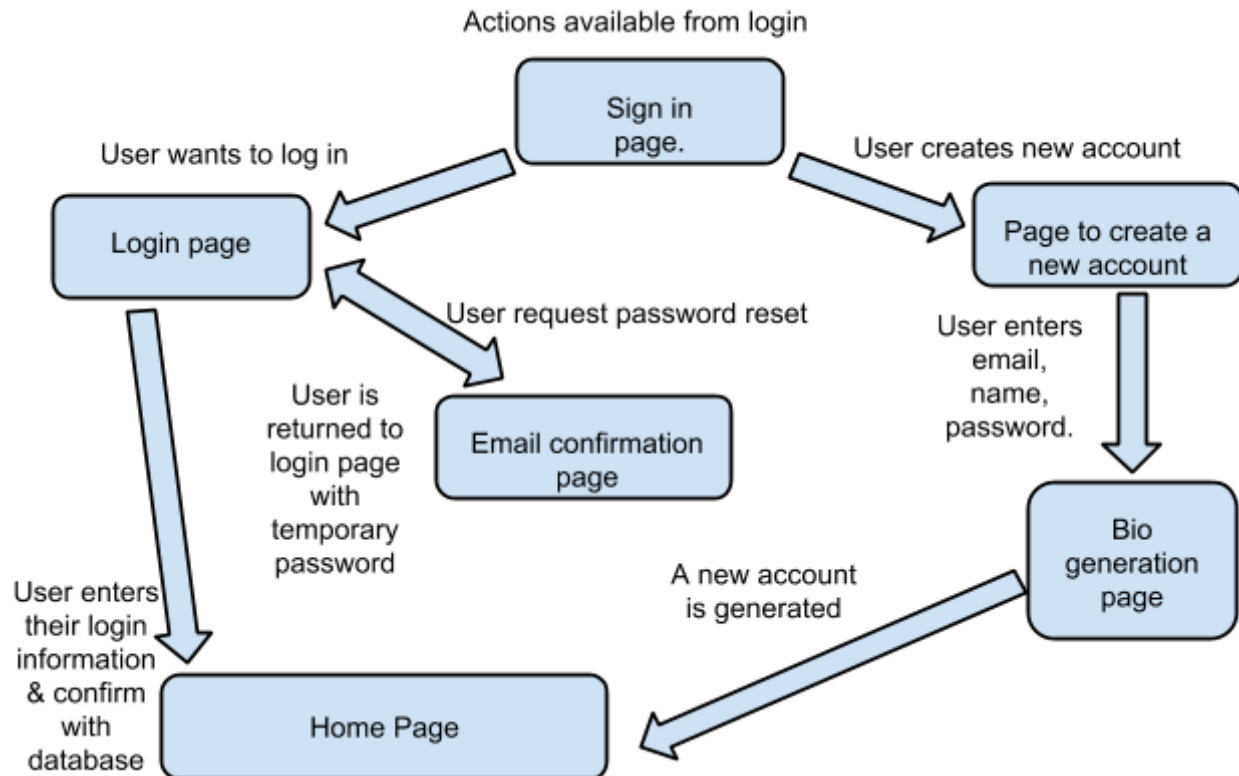 Actions available from login
Sign in
page.
User wants to log in
User creates new account
Login page
Page to create a
new account
User request password reset
User enters
email,
name,
password.
User is
returned to
login page
with
temporary
password
Email confirmation
page
Bio
generation
page
A new account
is generated
User enters
their login
information
& confirm
with
database
Home Page